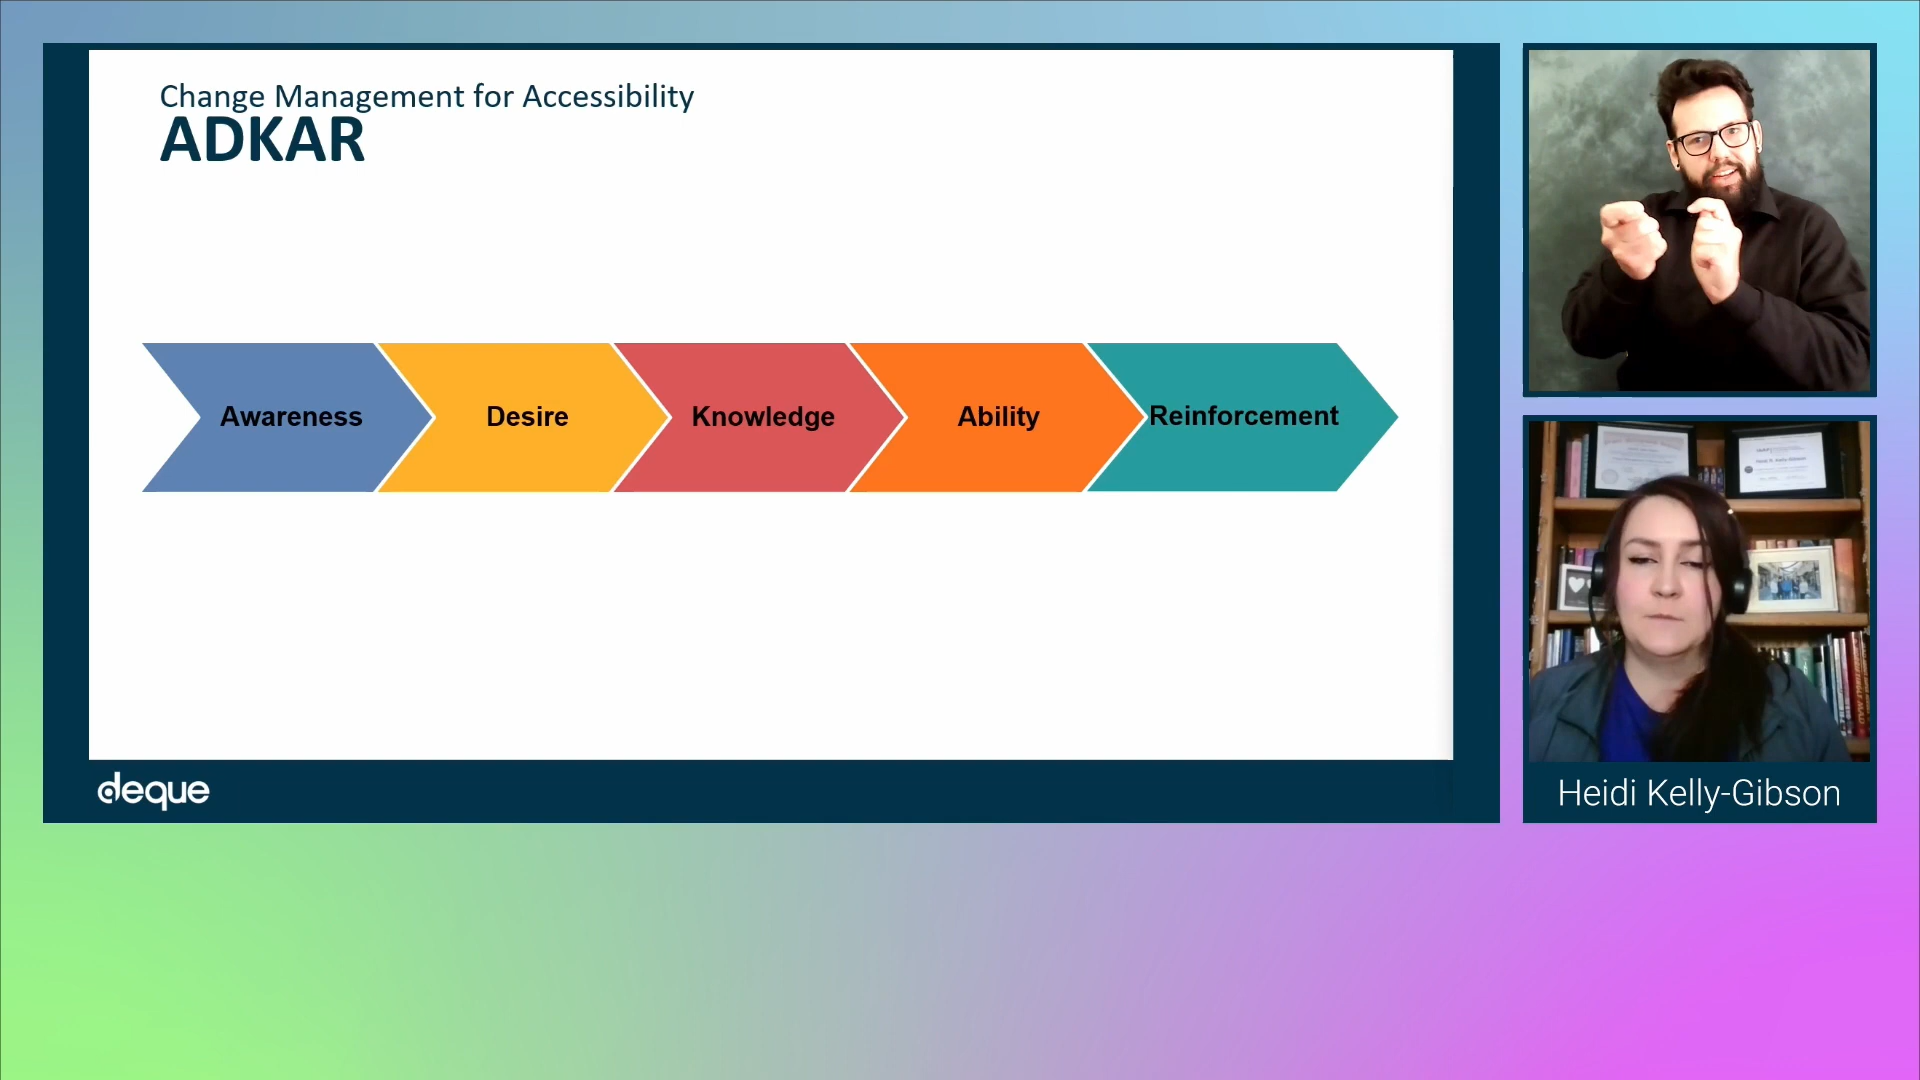 Change Management for Accessibility
ADKAR
Awareness
Desire
Knowledge
Ability
Reinforcement
deque
Heidi Kelly-Gibson